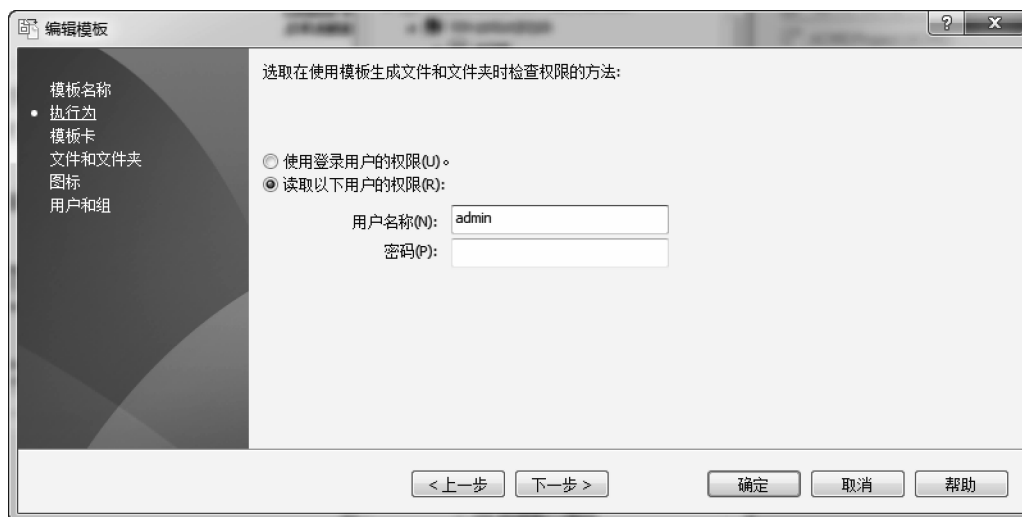 编辑模板
?
x
模板名称
• 执行为
模板卡
文件和文件夹
图标
用户和组
选取在使用模板生成文件和文件夹时检查权限的方法:
使用登录用户的权限(U)。
读取以下用户的权限(R):
用户名称(N): admin
密码(P):
<上一步 下一步 > 确定 取消 帮助